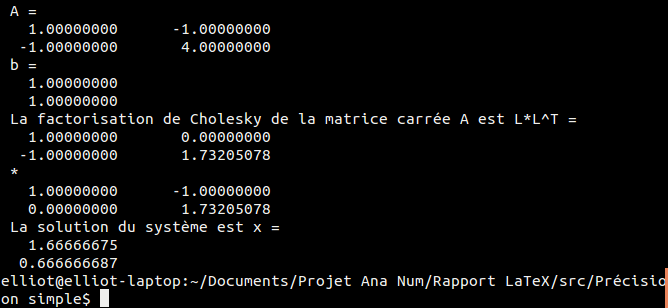 A =
1.00000000 -1.00000000
-1.00000000 4.00000000
b =
1.00000000
1.00000000
La factorisation de Cholesky de la matrice carrée A est L*L^T =
1.00000000 0.00000000
-1.00000000 1.73205078
*
1.00000000 -1.00000000
0.00000000 1.73205078
La solution du système est x =
1.66666675
0.666666687
elliot@elliot-laptop:~/Documents/Projet Ana Num/Rapport LaTeX/src/Précisio
on simple$